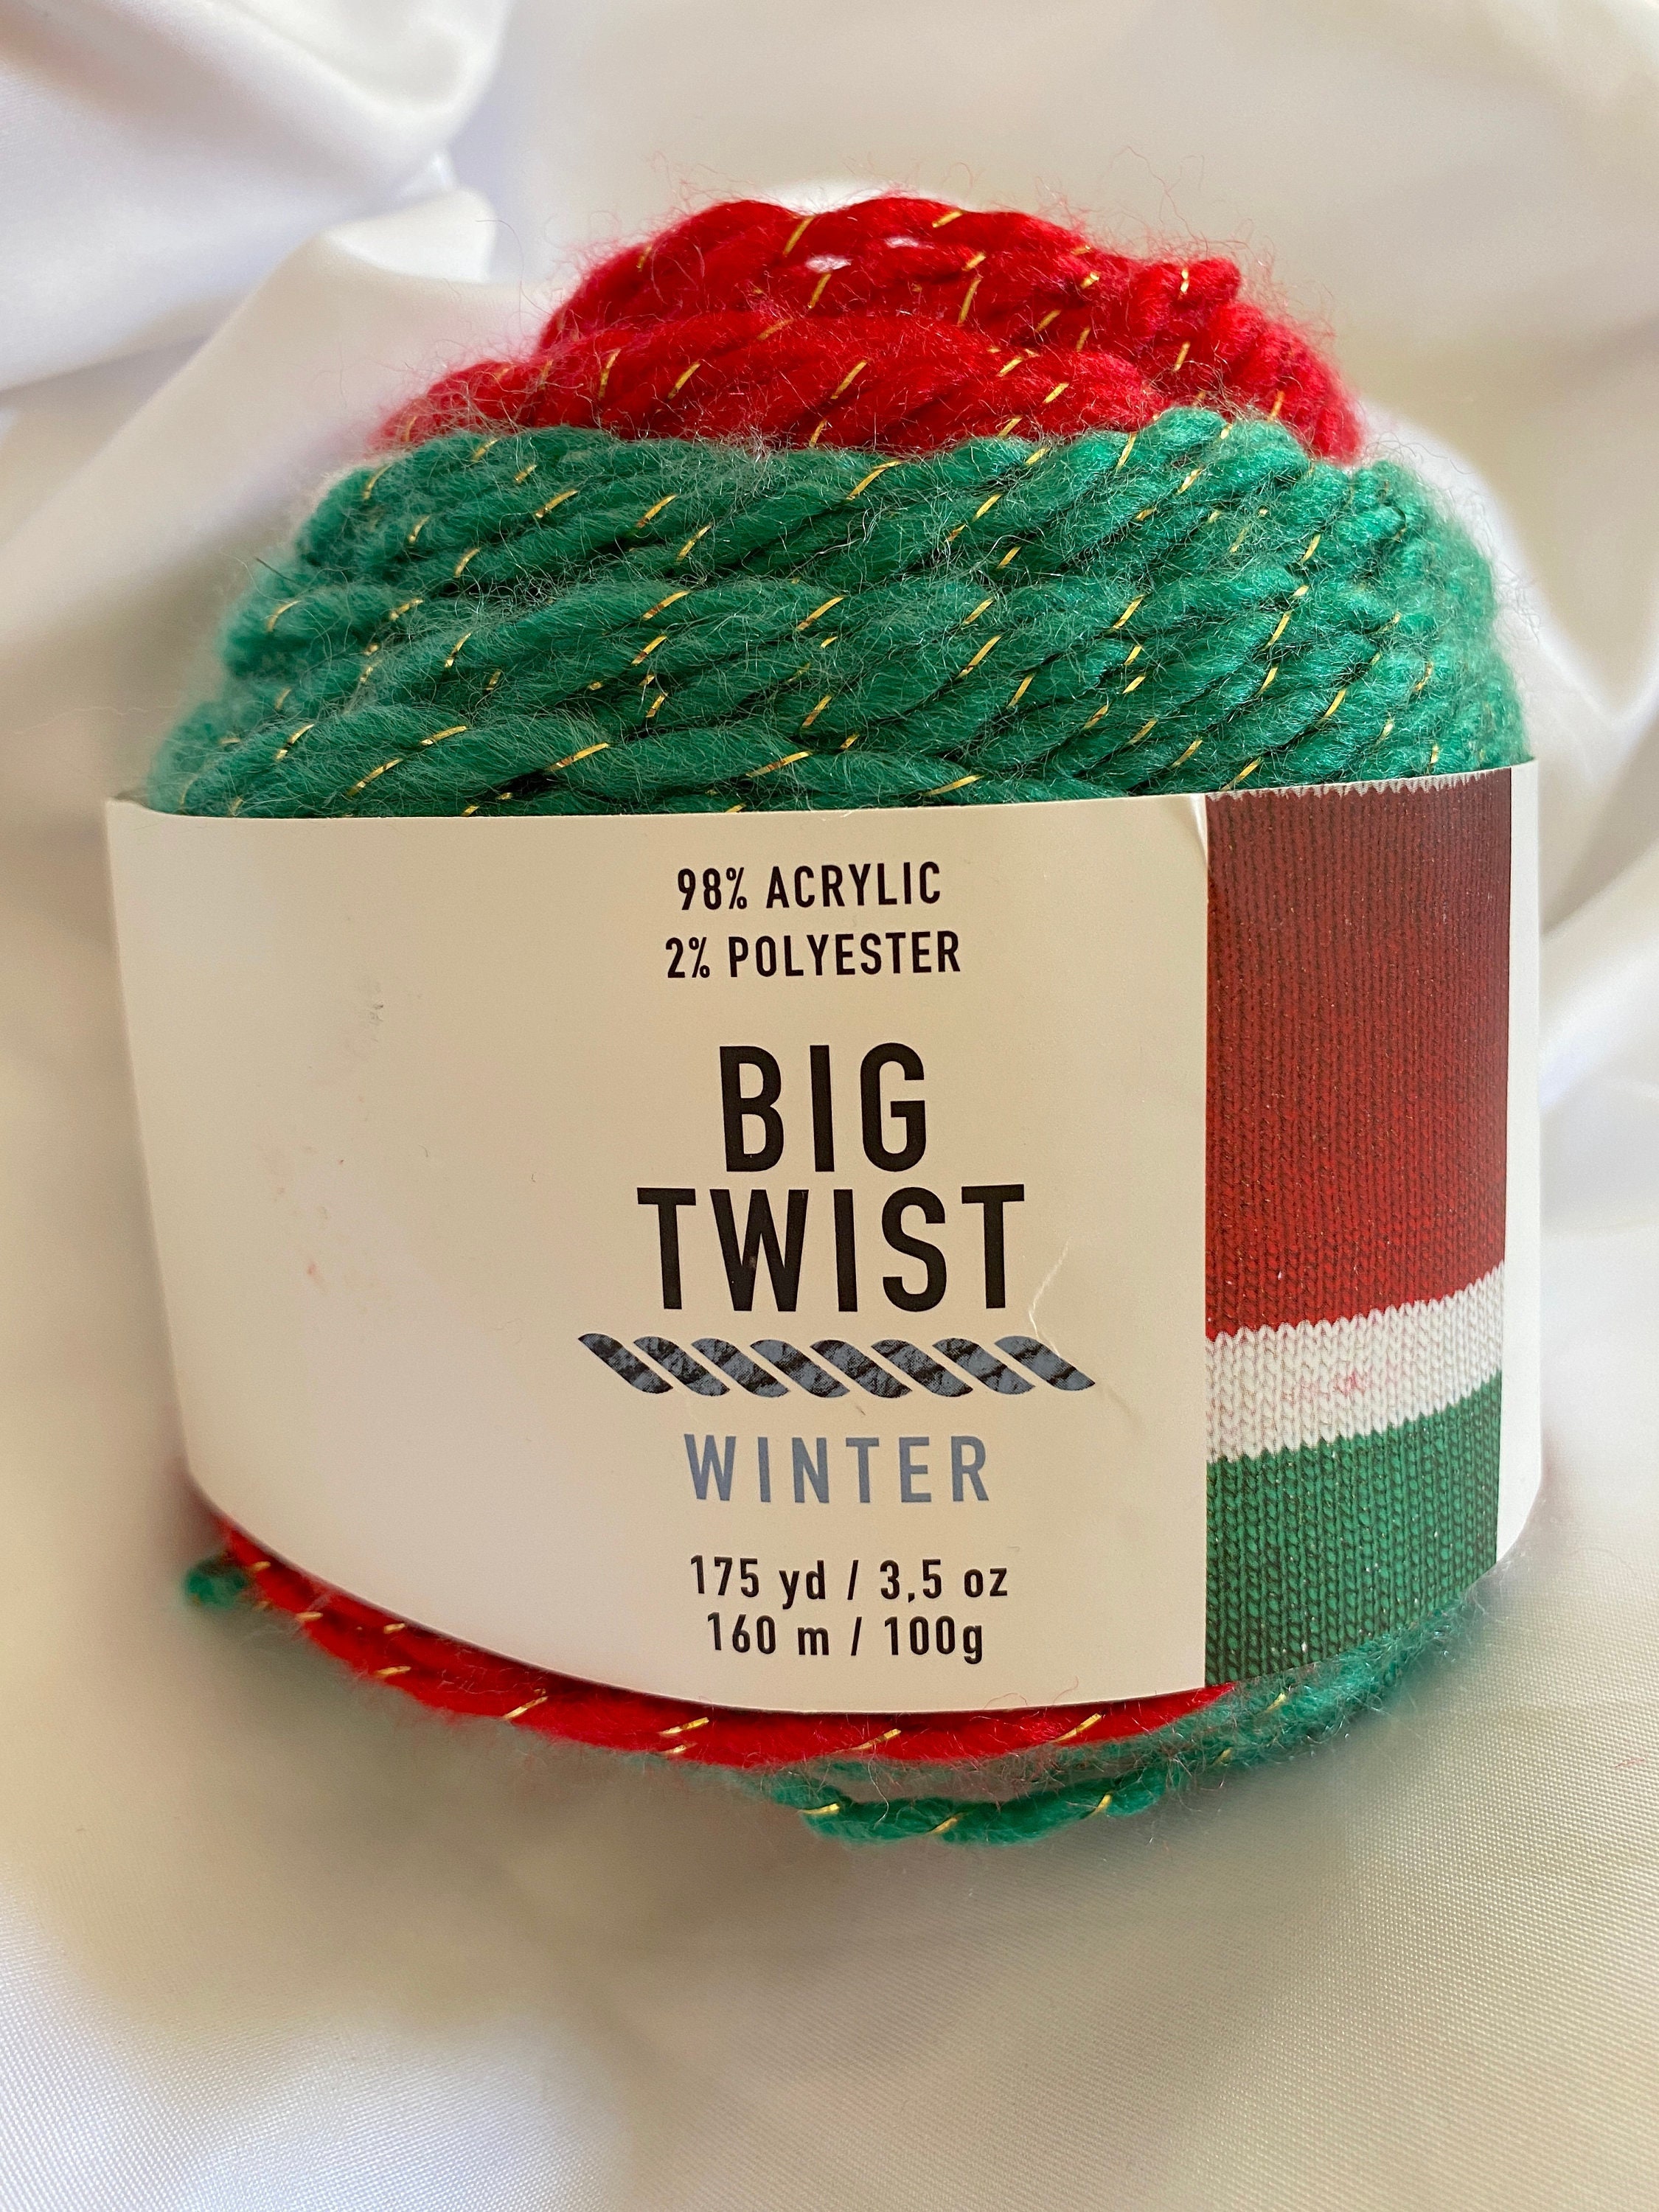 98% ACRYLIC
2% POLYESTER
BIG
TWIST
WINTER
175 yd / 3.5 oz
160 m / 100g